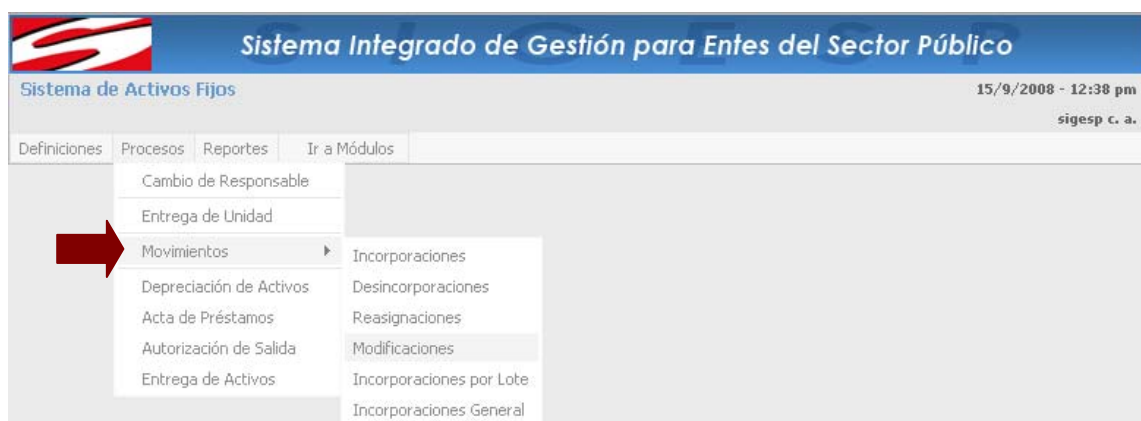 Sistema Integrado de Gestión para Entes del Sector Público
Sistema de Activos Fijos
15/9/2008 - 12:38 pm
sigesp c. a.
Definiciones Procesos Reportes Ir a Módulos
Cambio de Responsable
Entrega de Unidad
Movimientos
Depreciación de Activos
Acta de Préstamos
Autorización de Salida
Entrega de Activos
Incorporaciones
Desincorporaciones
Reasignaciones
Modificaciones
Incorporaciones por Lote
Incorporaciones General